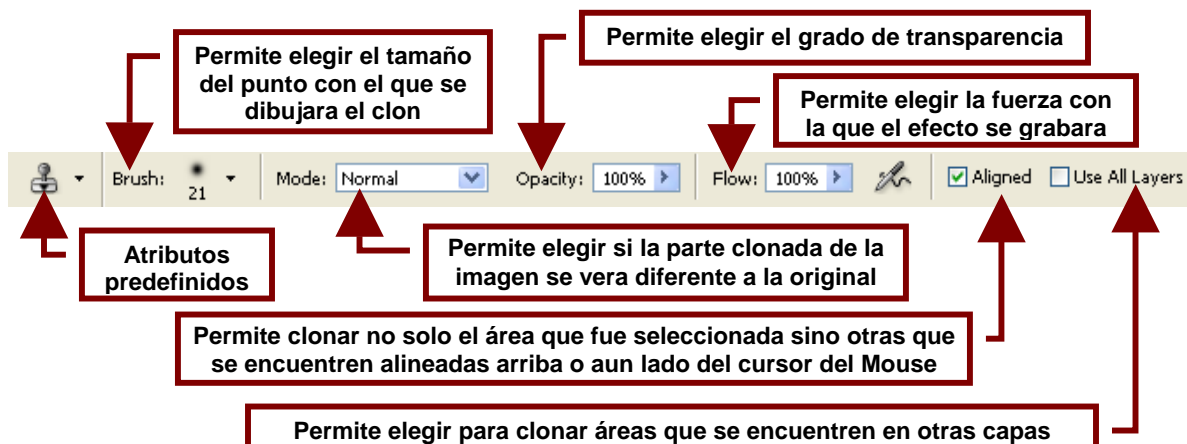 Permite elegir el tamaño
del punto con el que se
dibujara el clon
Permite elegir el grado de transparencia
Permite elegir la fuerza con
la que el efecto se grabara
Brush: 21 Mode: Normal Opacity: 100% Flow: 100% Aligned Use All Layers
Atributos
predefinidos
Permite elegir si la parte clonada de la
imagen se vera diferente a la original
Permite clonar no solo el área que fue seleccionada sino otras que
se encuentren alineadas arriba o aun lado del cursor del Mouse
Permite elegir para clonar áreas que se encuentren en otras capas